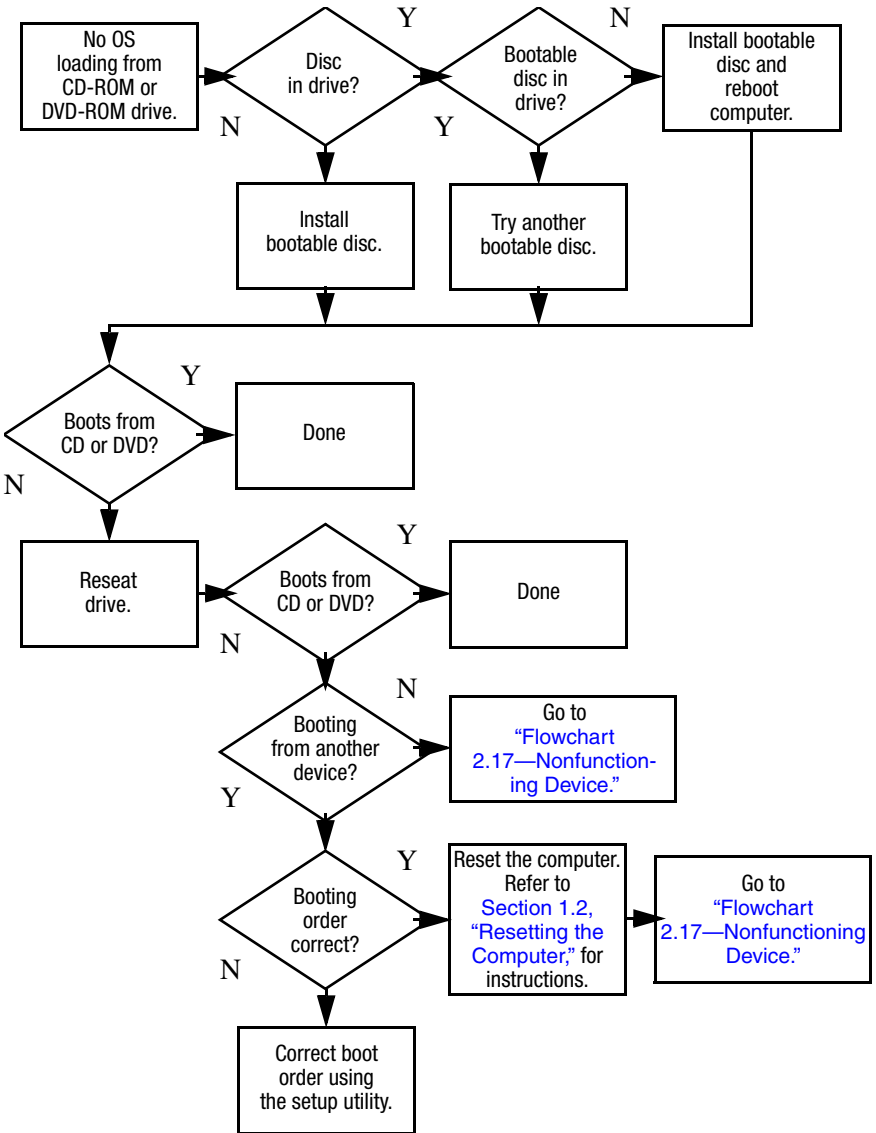 No OS
loading from
CD-ROM or
DVD-ROM drive.
Disc
in drive?
Y
N
Bootable
disc in
drive?
N
Y
Install bootable
disc and
reboot
computer.
Install
bootable disc.
Try another
bootable disc.
Boots from
CD or DVD?
Y
N
Done
Reseat
drive.
Boots from
CD or DVD?
Y
N
Done
Booting
from another
device?
N
Y
Go to
“Flowchart
2.17—Nonfunction-
ing Device.”
Booting
order
correct?
Y
N
Reset the computer.
Refer to
Section 1.2,
“Resetting the
Computer,” for
instructions.
Go to
“Flowchart
2.17—Nonfunctioning
Device.”
Correct boot
order using
the setup utility.